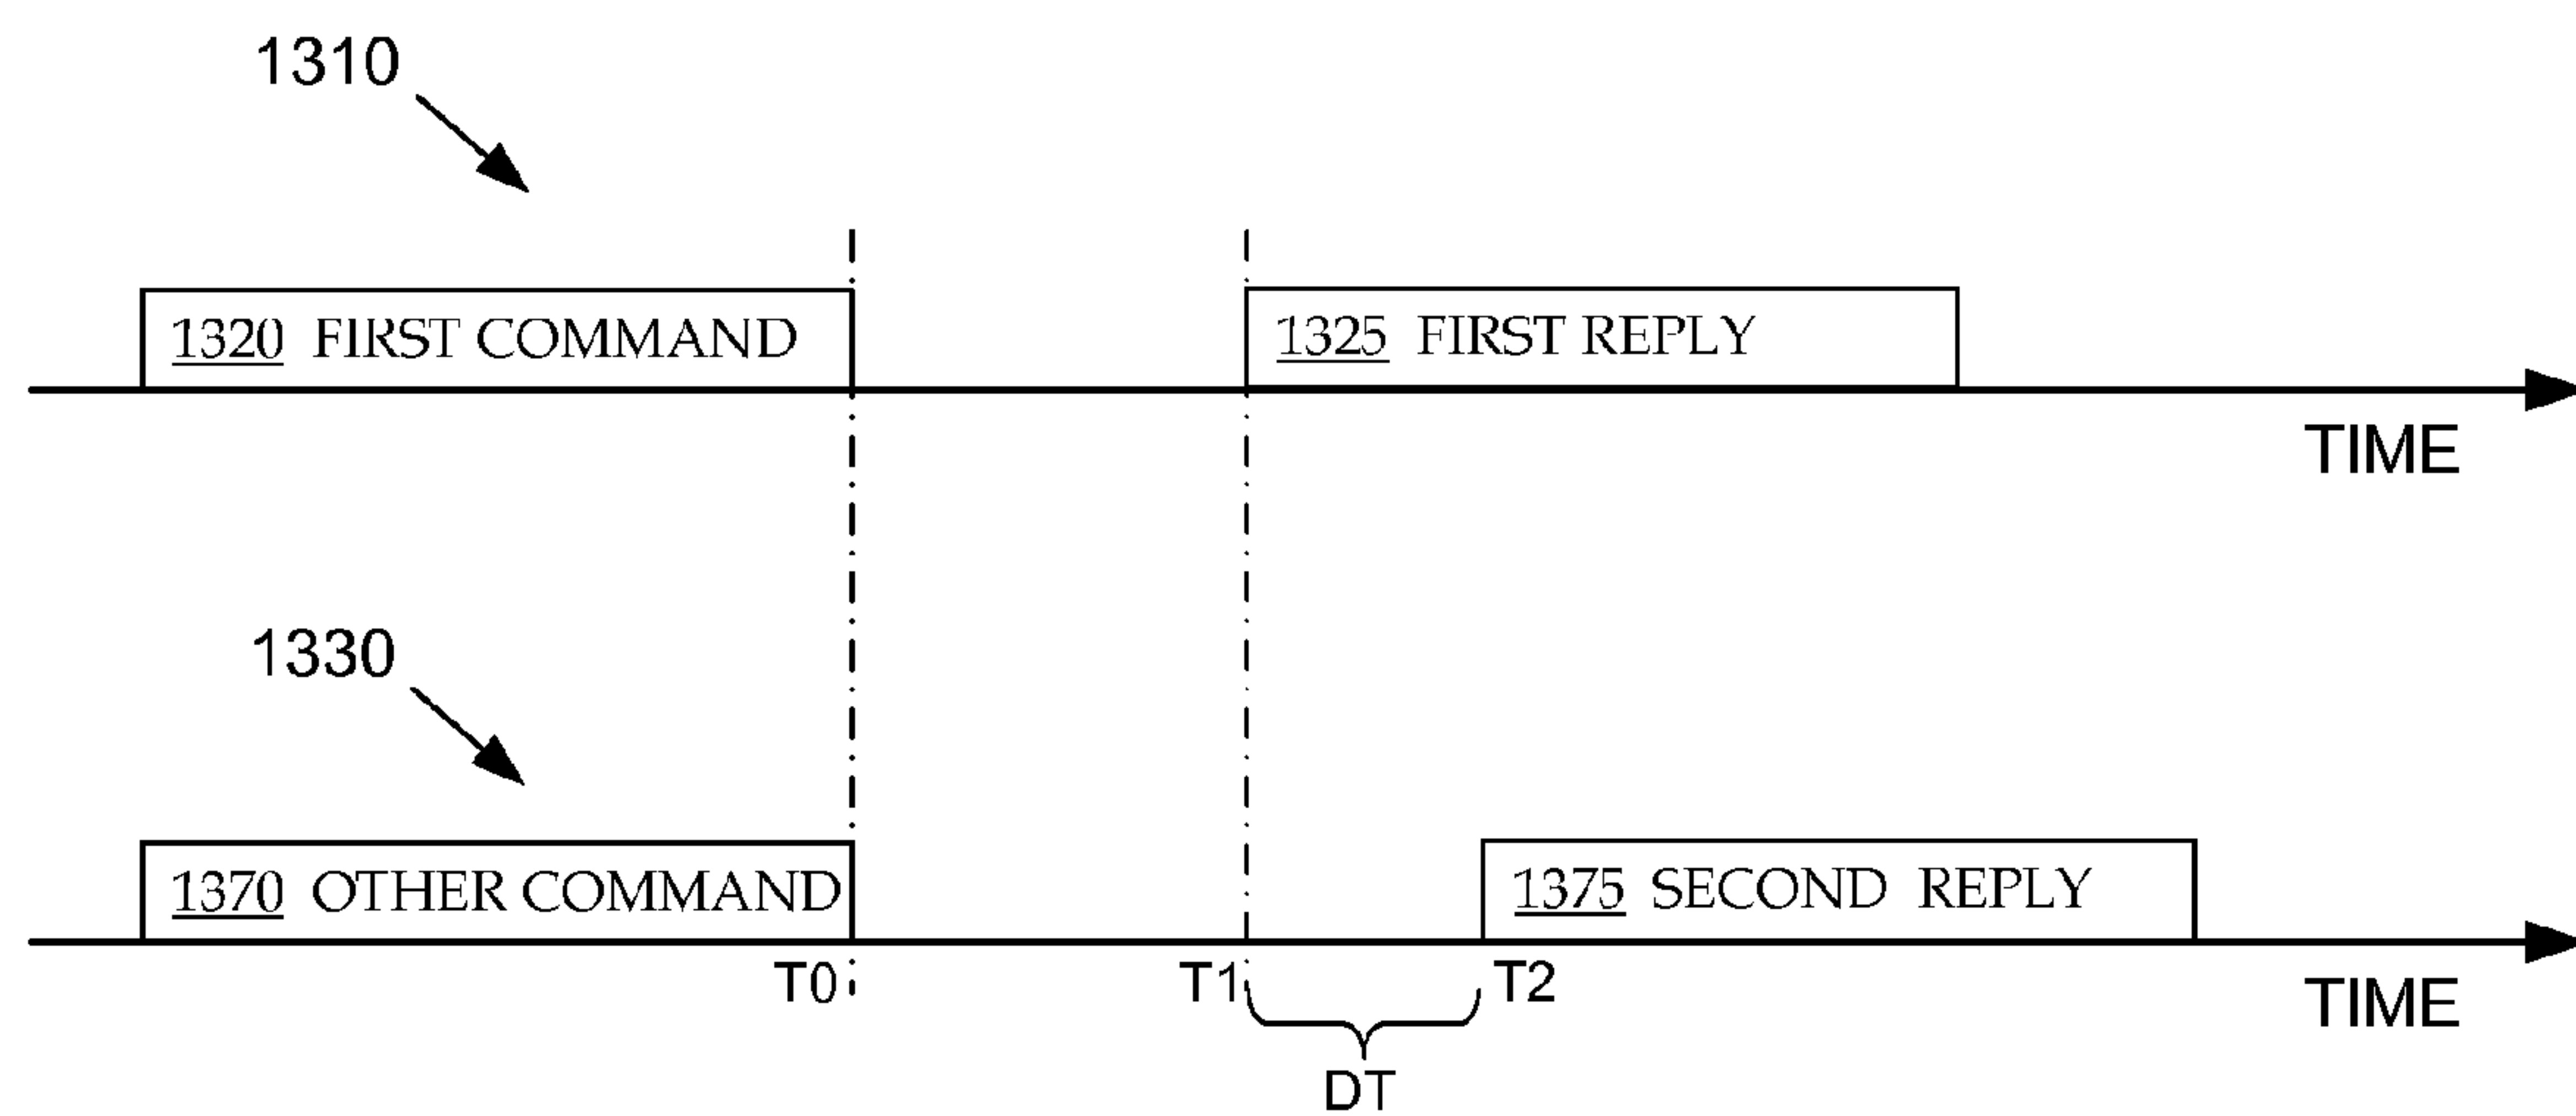 1310
1320 FIRST COMMAND
1325 FIRST REPLY
TIME
1330
1370 OTHER COMMAND
1375 SECOND REPLY
T0
T1
T2
TIME
DT